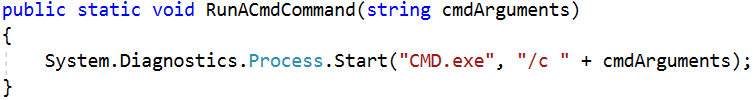 public static void RunACmdCommand(string cmdArguments)
{
    System.Diagnostics.Process.Start("CMD.exe", "/c " + cmdArguments);
}